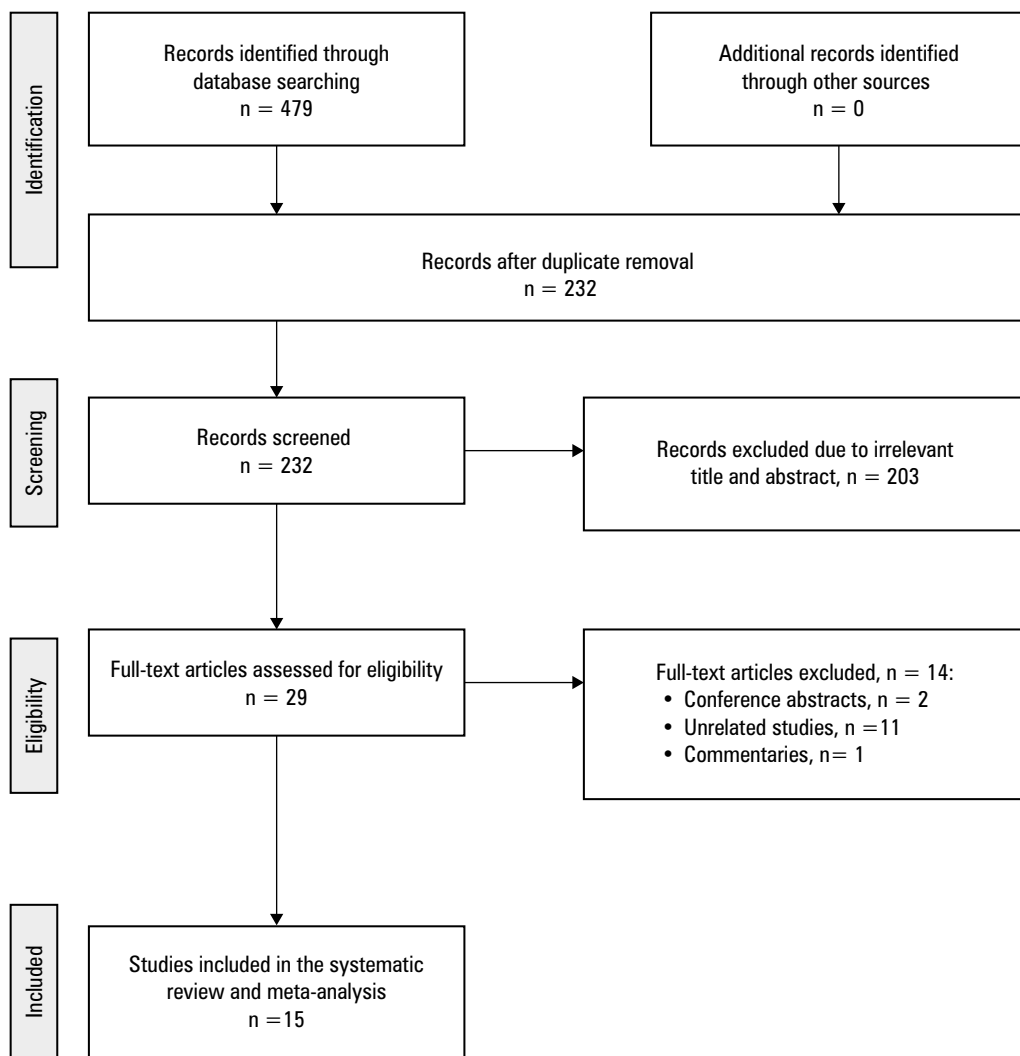 Identification
Records identified through
database searching
n = 479
Additional records identified
through other sources
n = 0
Records after duplicate removal
n = 232
Screening
Records screened
n = 232
Records excluded due to irrelevant
title and abstract, n = 203
Eligibility
Full-text articles assessed for eligibility
n = 29
Full-text articles excluded, n = 14:
• Conference abstracts, n = 2
• Unrelated studies, n =11
• Commentaries, n= 1
Included
Studies included in the systematic
review and meta-analysis
n =15